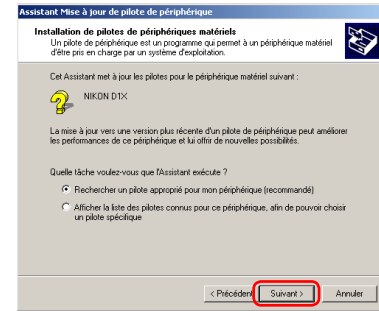 Assistant Mise à jour de pilote de périphérique
Installation de pilotes de périphériques matériels
Un pilote de périphérique est un programme qui permet à un périphérique matériel
d'être pris en charge par un système d'exploitation.
Cet Assistant met à jour les pilotes pour le périphérique matériel suivant :
NIKON D1X
La mise à jour vers une version plus récente d'un pilote de périphérique peut améliorer
les performances de ce périphérique et lui offrir de nouvelles possibilités.
Quelle tâche voulez-vous que l'Assistant exécute ?
Rechercher un pilote approprié pour mon périphérique (recommandé)
Afficher la liste des pilotes connus pour ce périphérique, afin de pouvoir choisir
un pilote spécifique
< Précédent Suivant > Annuler